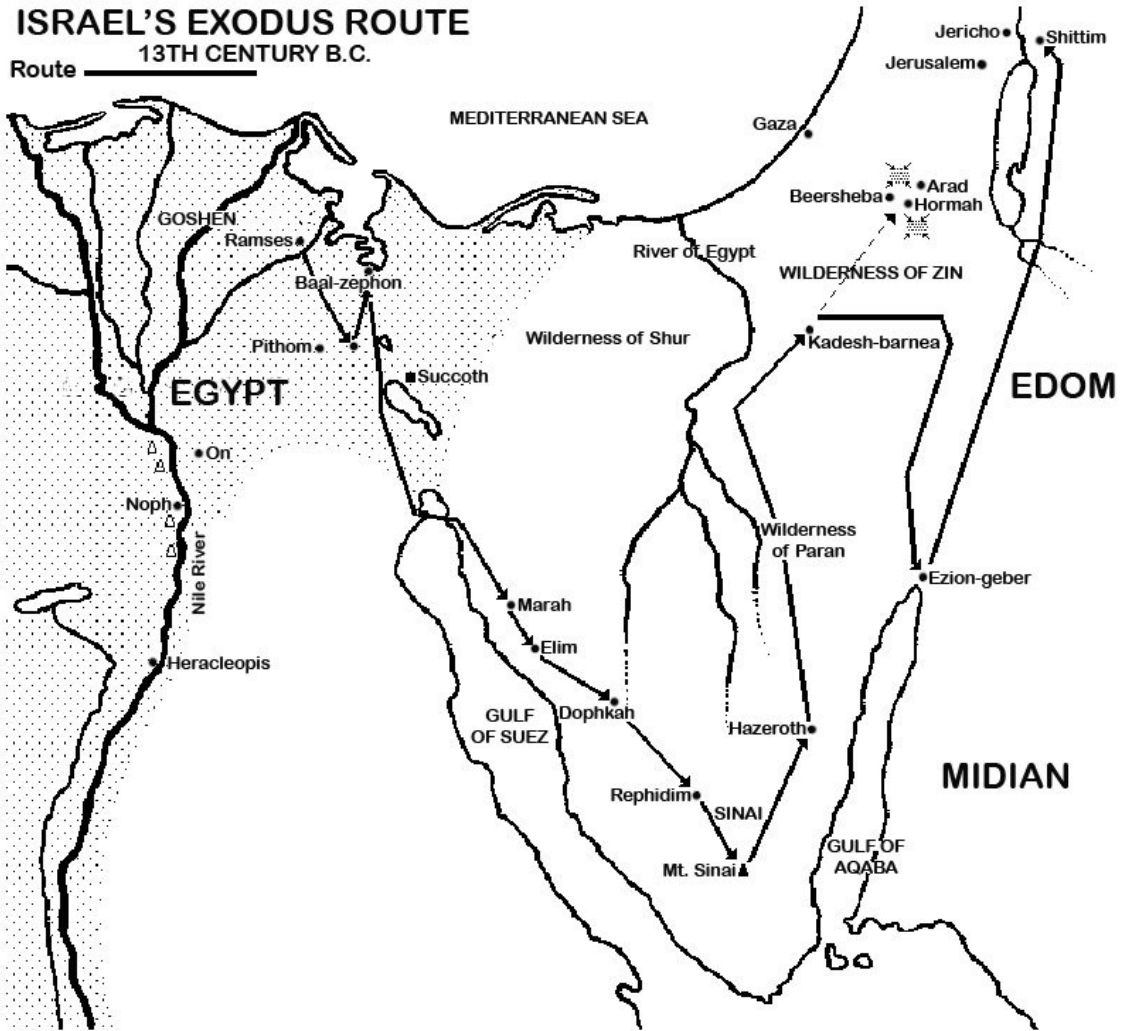 ISRAEL'S EXODUS ROUTE
13TH CENTURY B.C.
Route
Jericho
Shittim
Jerusalem
MEDITERRANEAN SEA
Gaza
Arad
Beersheba
Hormah
GOSHEN
Ramses
River of Egypt
WILDERNESS OF ZIN
Baal-zephon
Pithom
Wilderness of Shur
Kadesh-barnea
Succoth
EGYPT
EDOM
On
Noph
Wilderness
of Paran
Nile River
Ezion-geber
Marah
Elim
Heracleopis
Dophkah
GULF
OF SUEZ
Hazeroth
MIDIAN
Rephidim
SINAI
Mt. Sinai
GULF OF
AQABA